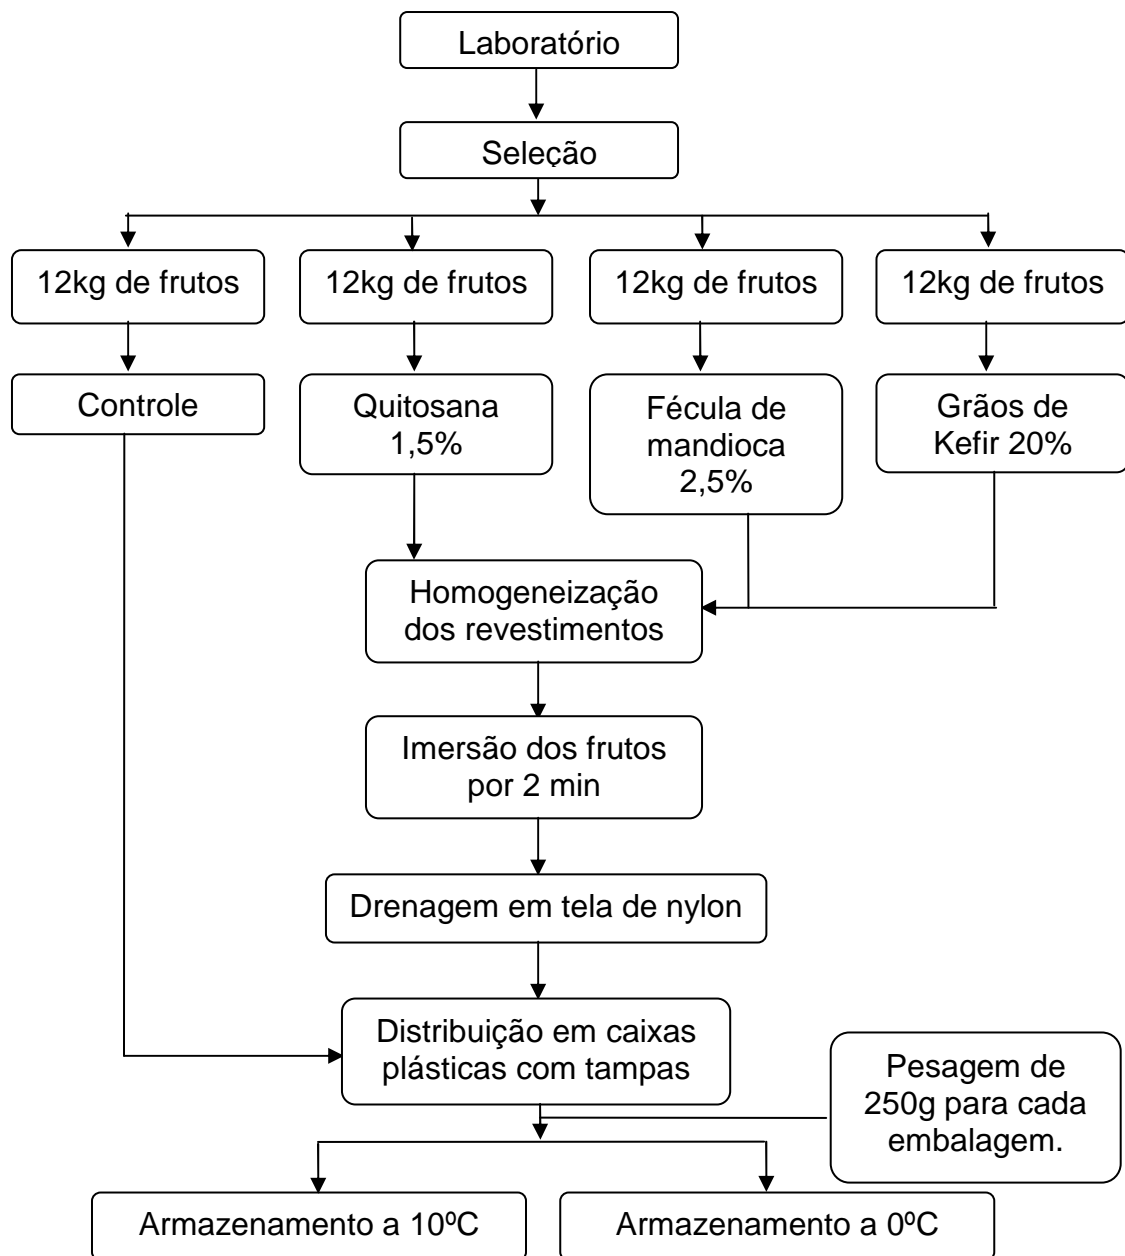 Laboratório
Seleção
12kg de frutos
12kg de frutos
12kg de frutos
12kg de frutos
Controle
Quitosana
1,5%
Fécula de
mandioca
2,5%
Grãos de
Kefir 20%
Homogeneização
dos revestimentos
Imersão dos frutos
por 2 min
Drenagem em tela de nylon
Distribuição em caixas
plásticas com tampas
Pesagem de
250g para cada
embalagem.
Armazenamento a 10ºC
Armazenamento a 0ºC